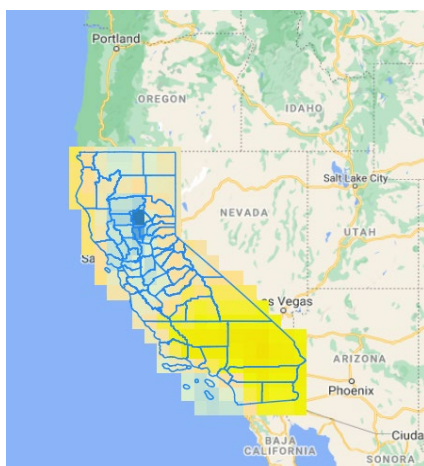 Portland
OREGON
IDAHO
Salt Lake City
NEVADA
UTAH
Sa
as Vegas
ARIZONA
Phoenix
BAJA
CALIFORNIA
Ciuda
SONORA